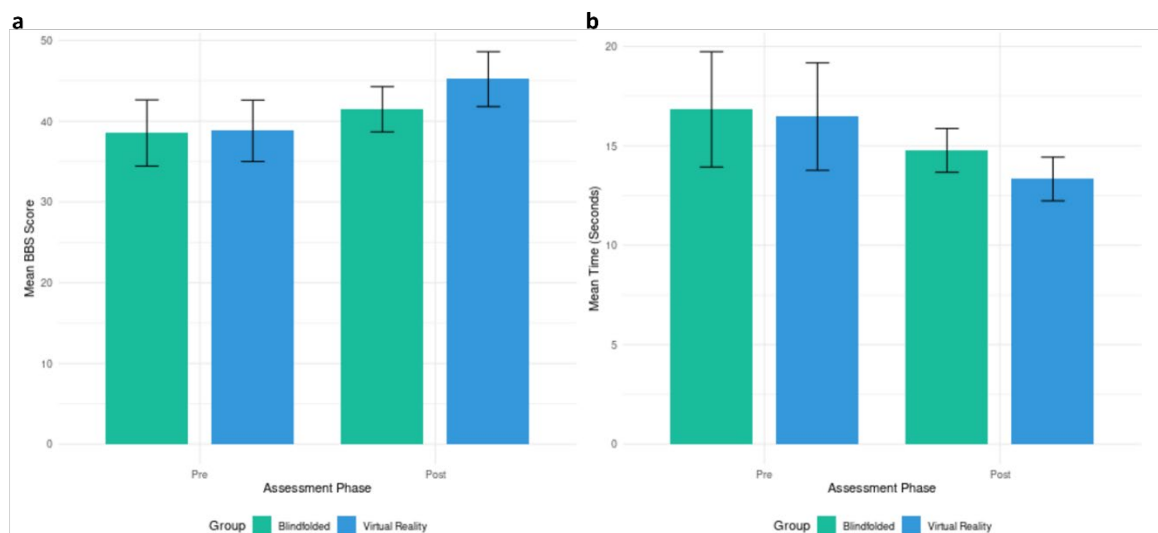 a
50
40
30
20
10
0
Mean BBS Score
Pre
Post
Assessment Phase
Group Blindfolded Virtual Reality
b
20
15
10
5
0
Mean Time (Seconds)
Pre
Post
Assessment Phase
Group Blindfolded Virtual Reality